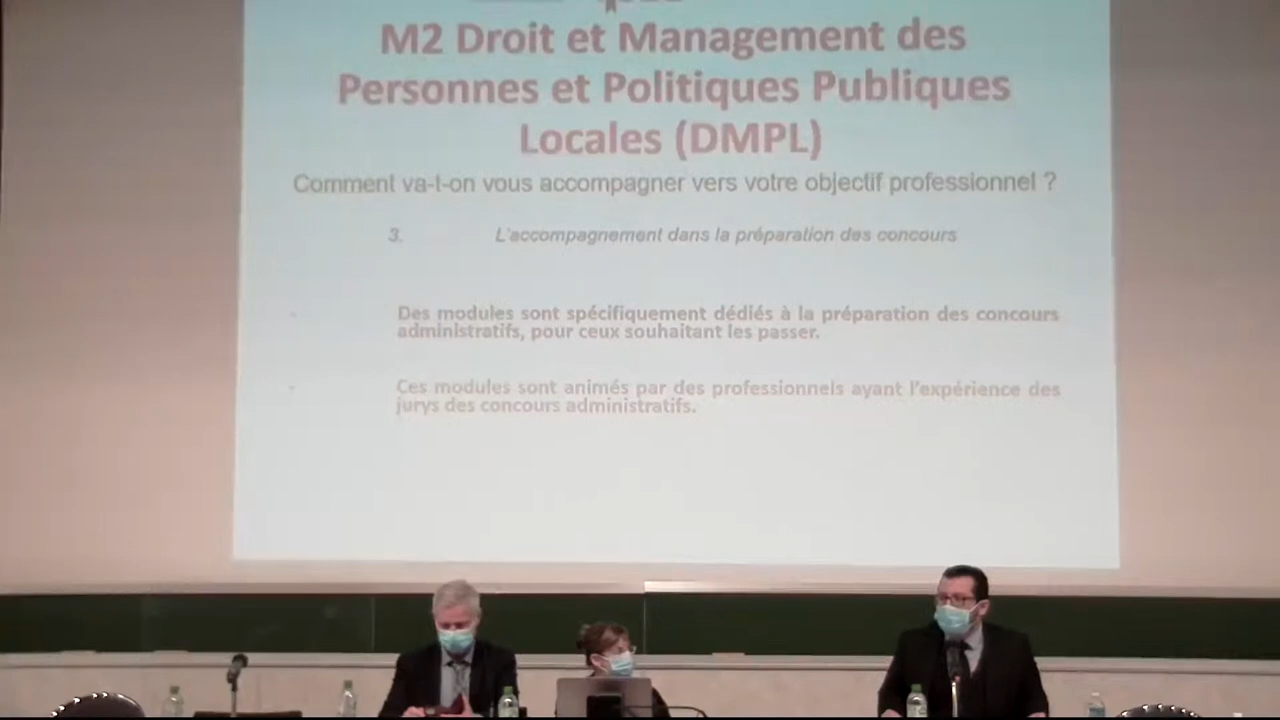 M2 Droit et Management des
Personnes et Politiques Publiques
Locales (DMPL)
Comment va-t-on vous accompagner vers votre objectif professionnel ?
3. L'accompagnement dans la préparation des concours
- Des modules sont spécifiquement dédiés à la préparation des concours
administratifs, pour ceux souhaitant les passer.
- Ces modules sont animés par des professionnels ayant l'expérience des
jurys des concours administratifs.